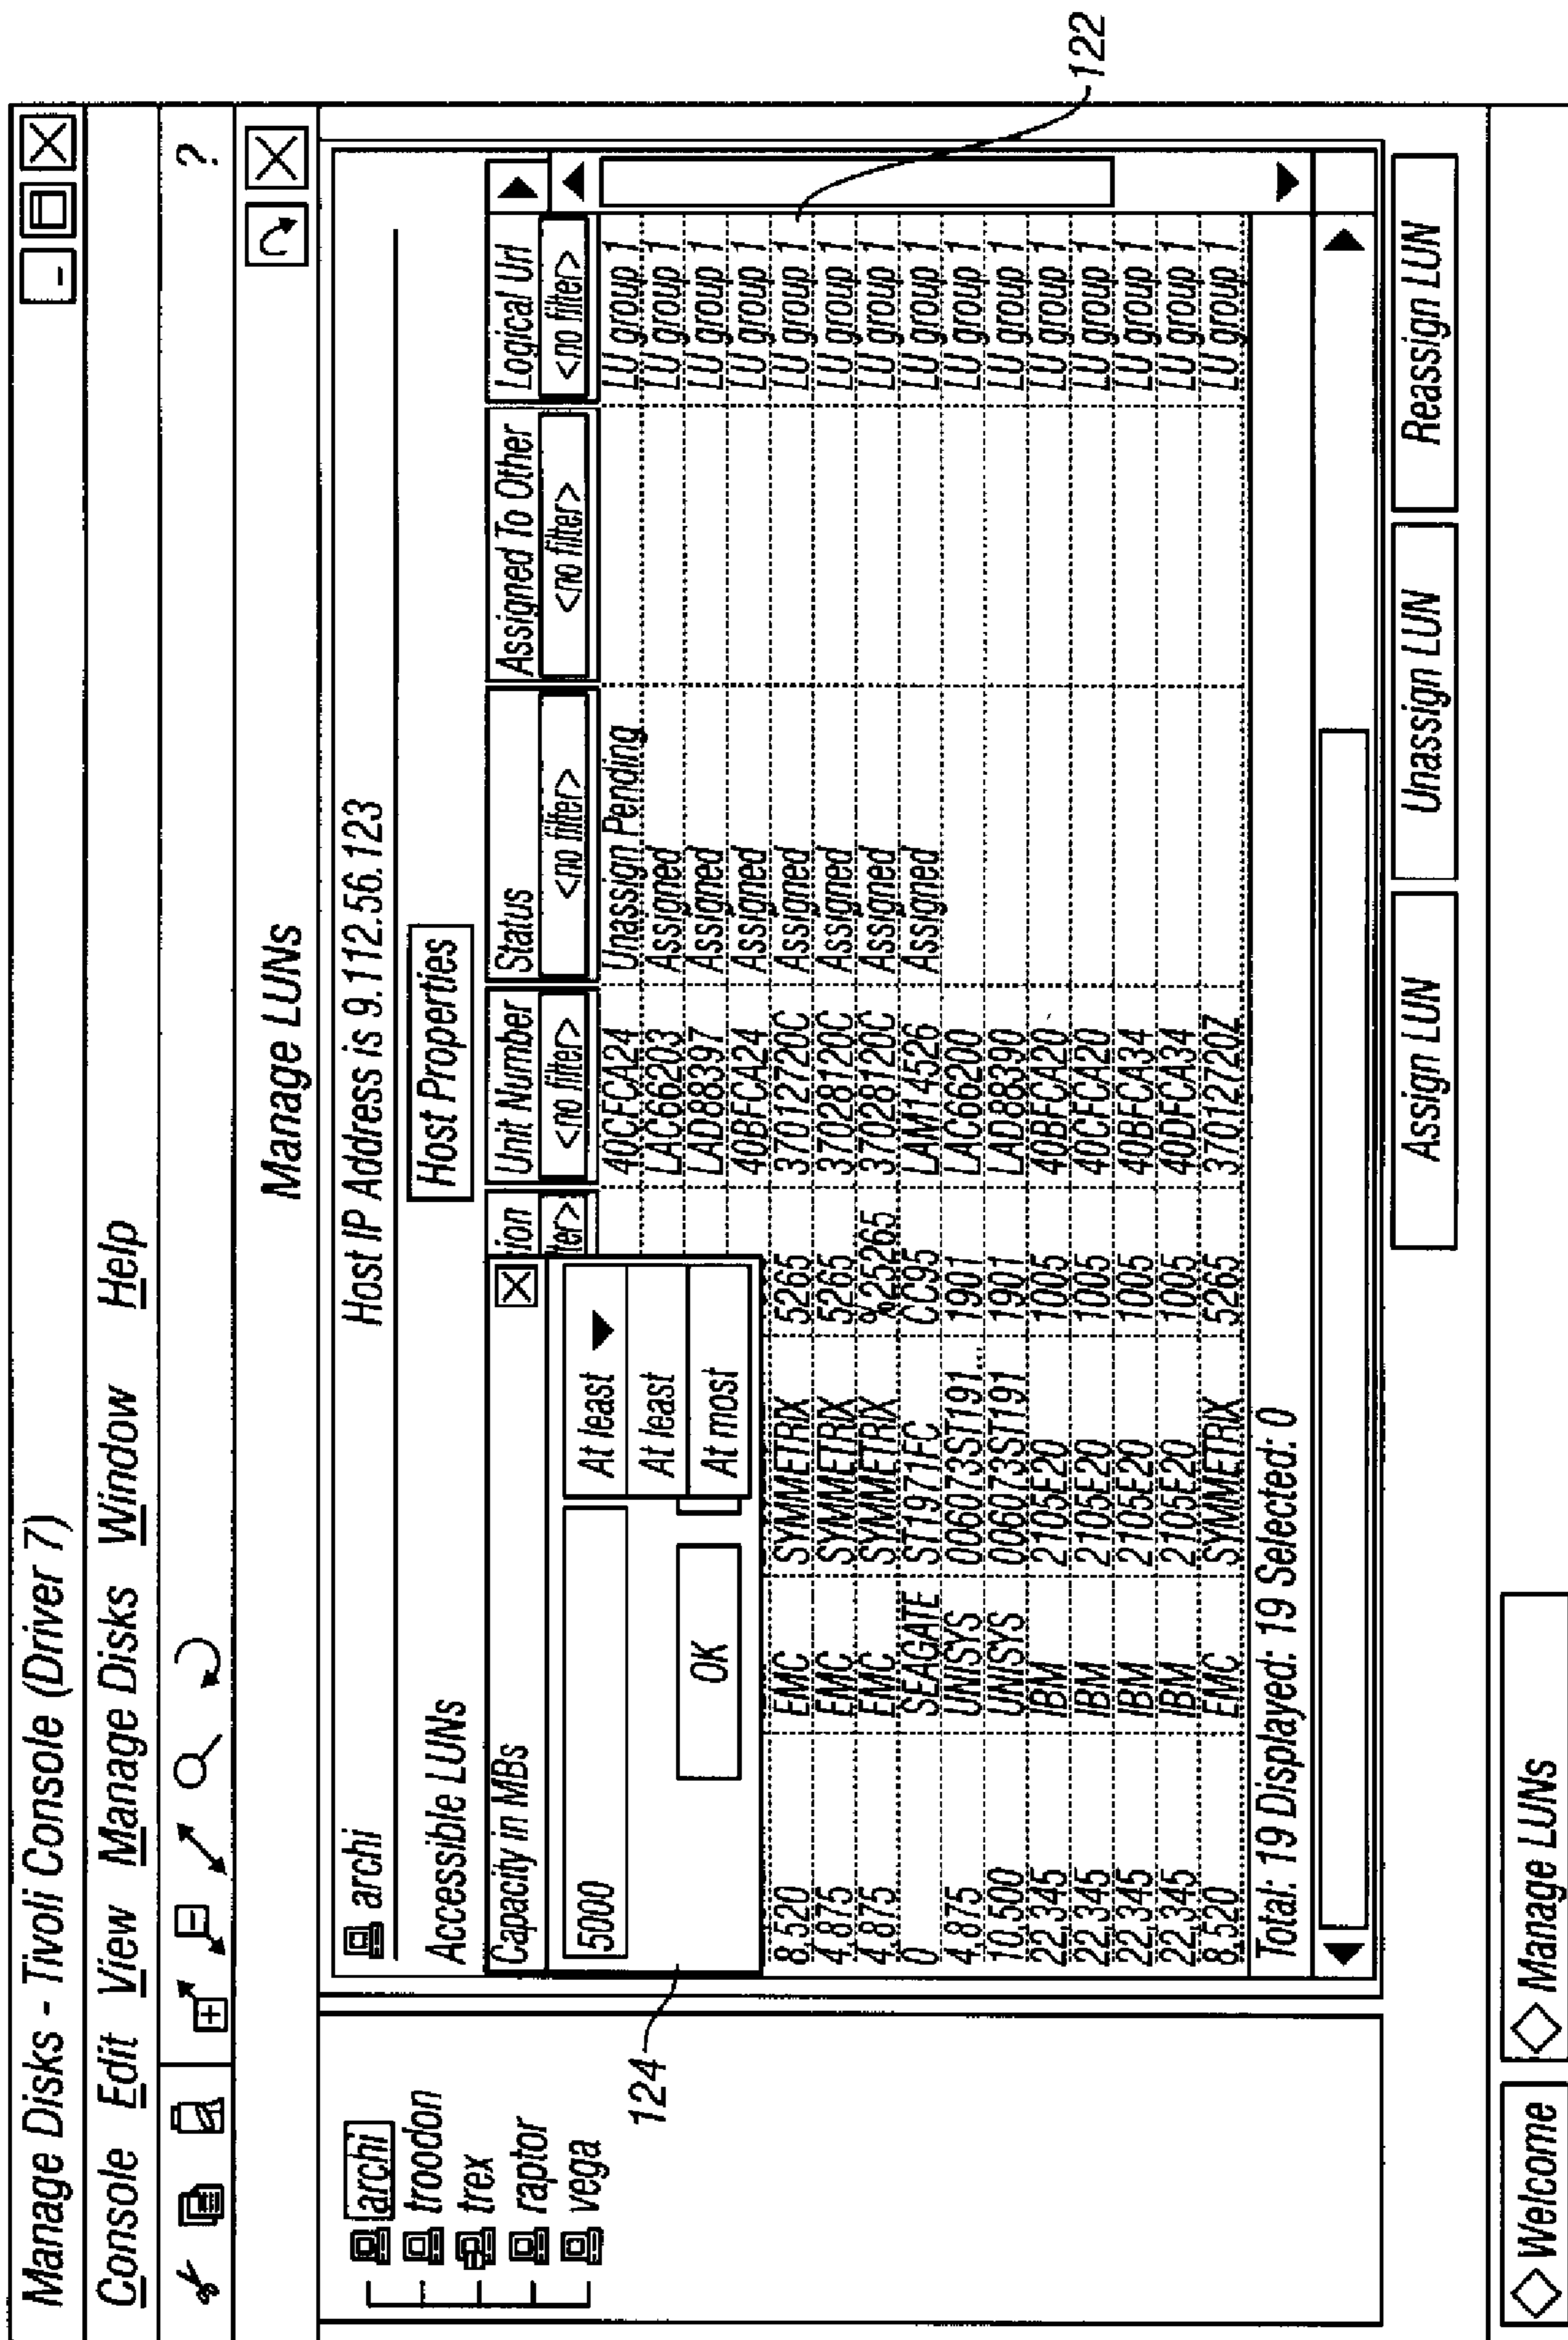 Manage Disks - Tivoli Console (Driver 7)
Console Edit View Manage Disks Window Help
?
Manage LUNs
archi
troodon
trex
raptor
vega
124
archi Host IP Address is 9.112.56.123
Host Properties
Accessible LUNs
Capacity in MBs
5000 At least
At least
At most
OK
ion Unit Number Status Assigned To Other Logical Uri
ter> <no filter> <no filter> <no filter> <no filter>
40CFCA24 Unassign Pending LU group 1
LAC66203 Assigned LU group 1
LAD88397 Assigned LU group 1
40BFCA24 Assigned LU group 1
8,520 EMC SYMMETRIX 5265 37012720C Assigned LU group 1
4,875 EMC SYMMETRIX 5265 37028120C Assigned LU group 1
4,875 EMC SYMMETRIX %25265 37028120C Assigned LU group 1
0 SEAGATE ST1971FC CC95 LAM14526 Assigned LU group 1
4,875 UNISYS 006073ST191... 1901 LAC66200 LU group 1
10,500 UNISYS 006073ST191 1901 LAD88390 LU group 1
22,345 IBM 2105E20 1005 40BFCA20 LU group 1
22,345 IBM 2105E20 1005 40CFCA20 LU group 1
22,345 IBM 2105E20 1005 40BFCA34 LU group 1
22,345 IBM 2105E20 1005 40DFCA34 LU group 1
8,520 EMC SYMMETRIX 5265 37012720Z LU group 1
122
Total: 19 Displayed: 19 Selected: 0
Assign LUN Unassign LUN Reassign LUN
Welcome Manage LUNs